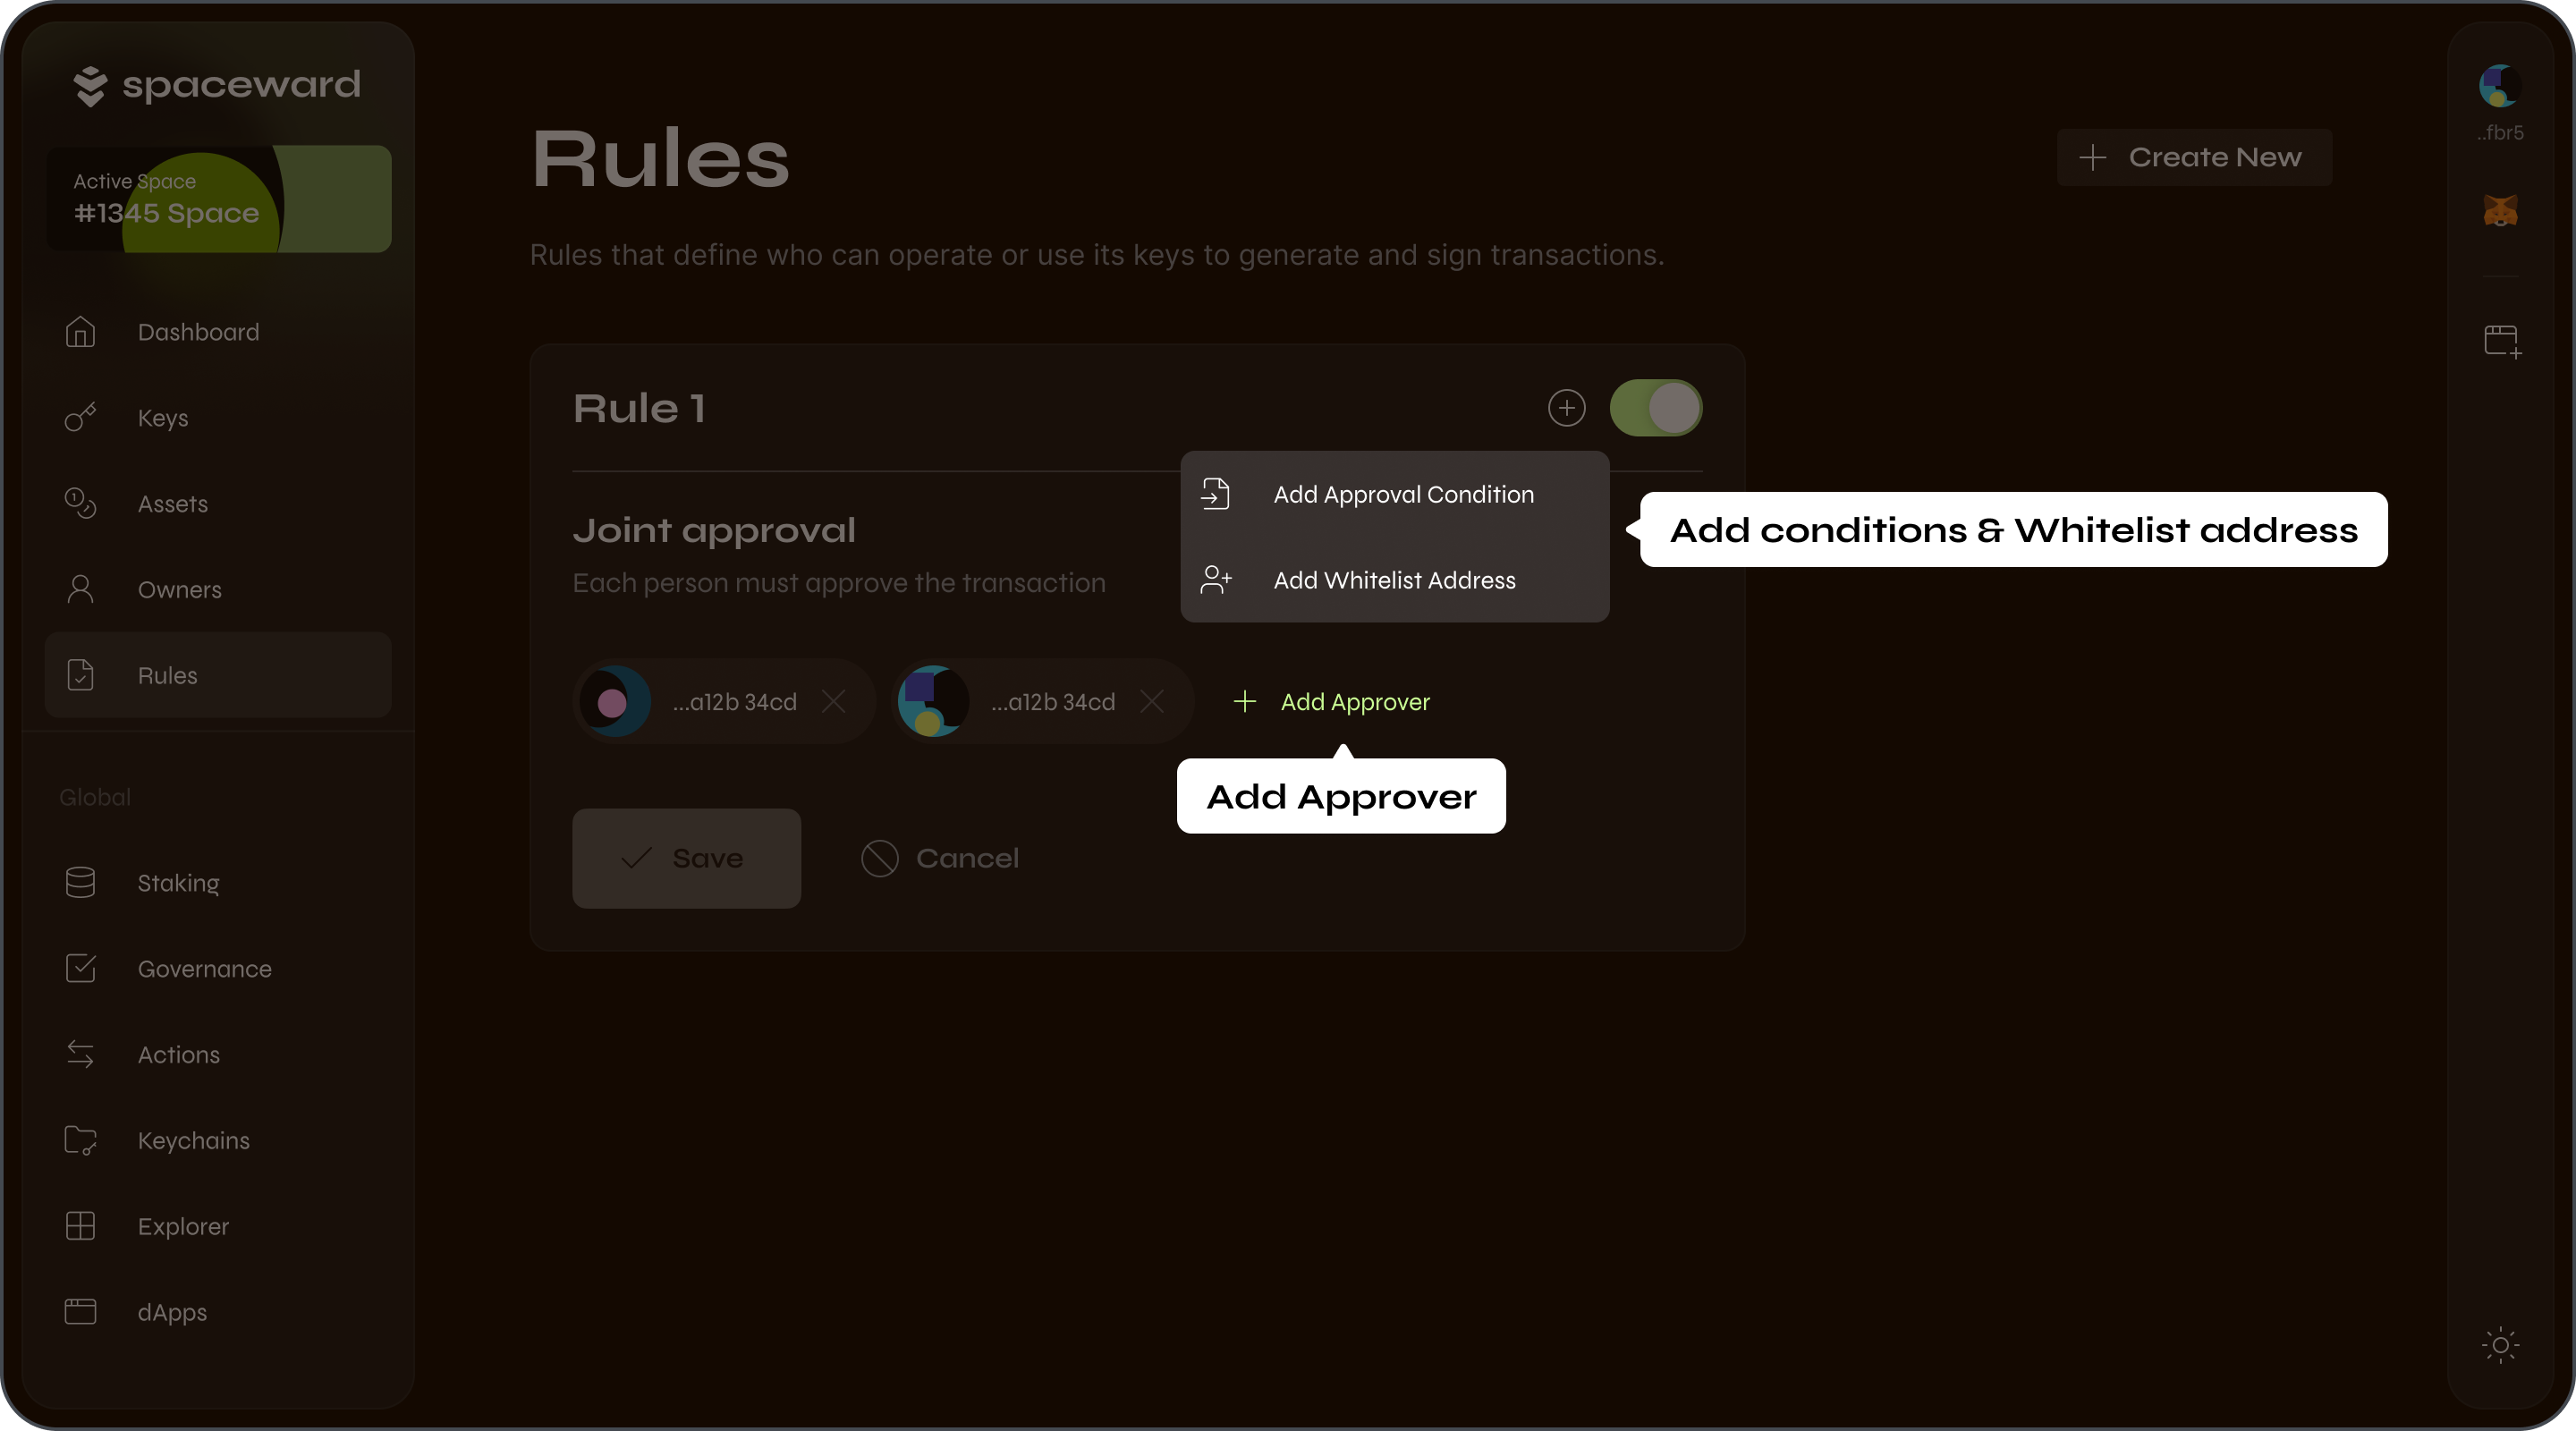 spaceward
Active Space
#1345 Space
Dashboard
Keys
Assets
Owners
Rules
Global
Staking
Governance
Actions
Keychains
Explorer
dApps
Rules
Create New
Rules that define who can operate or use its keys to generate and sign transactions.
Rule 1
Add Approval Condition
Add Whitelist Address
Add conditions & Whitelist address
Joint approval
Each person must approve the transaction
...a12b 34cd
...a12b 34cd
Add Approver
Add Approver
Save
Cancel
..fbr5